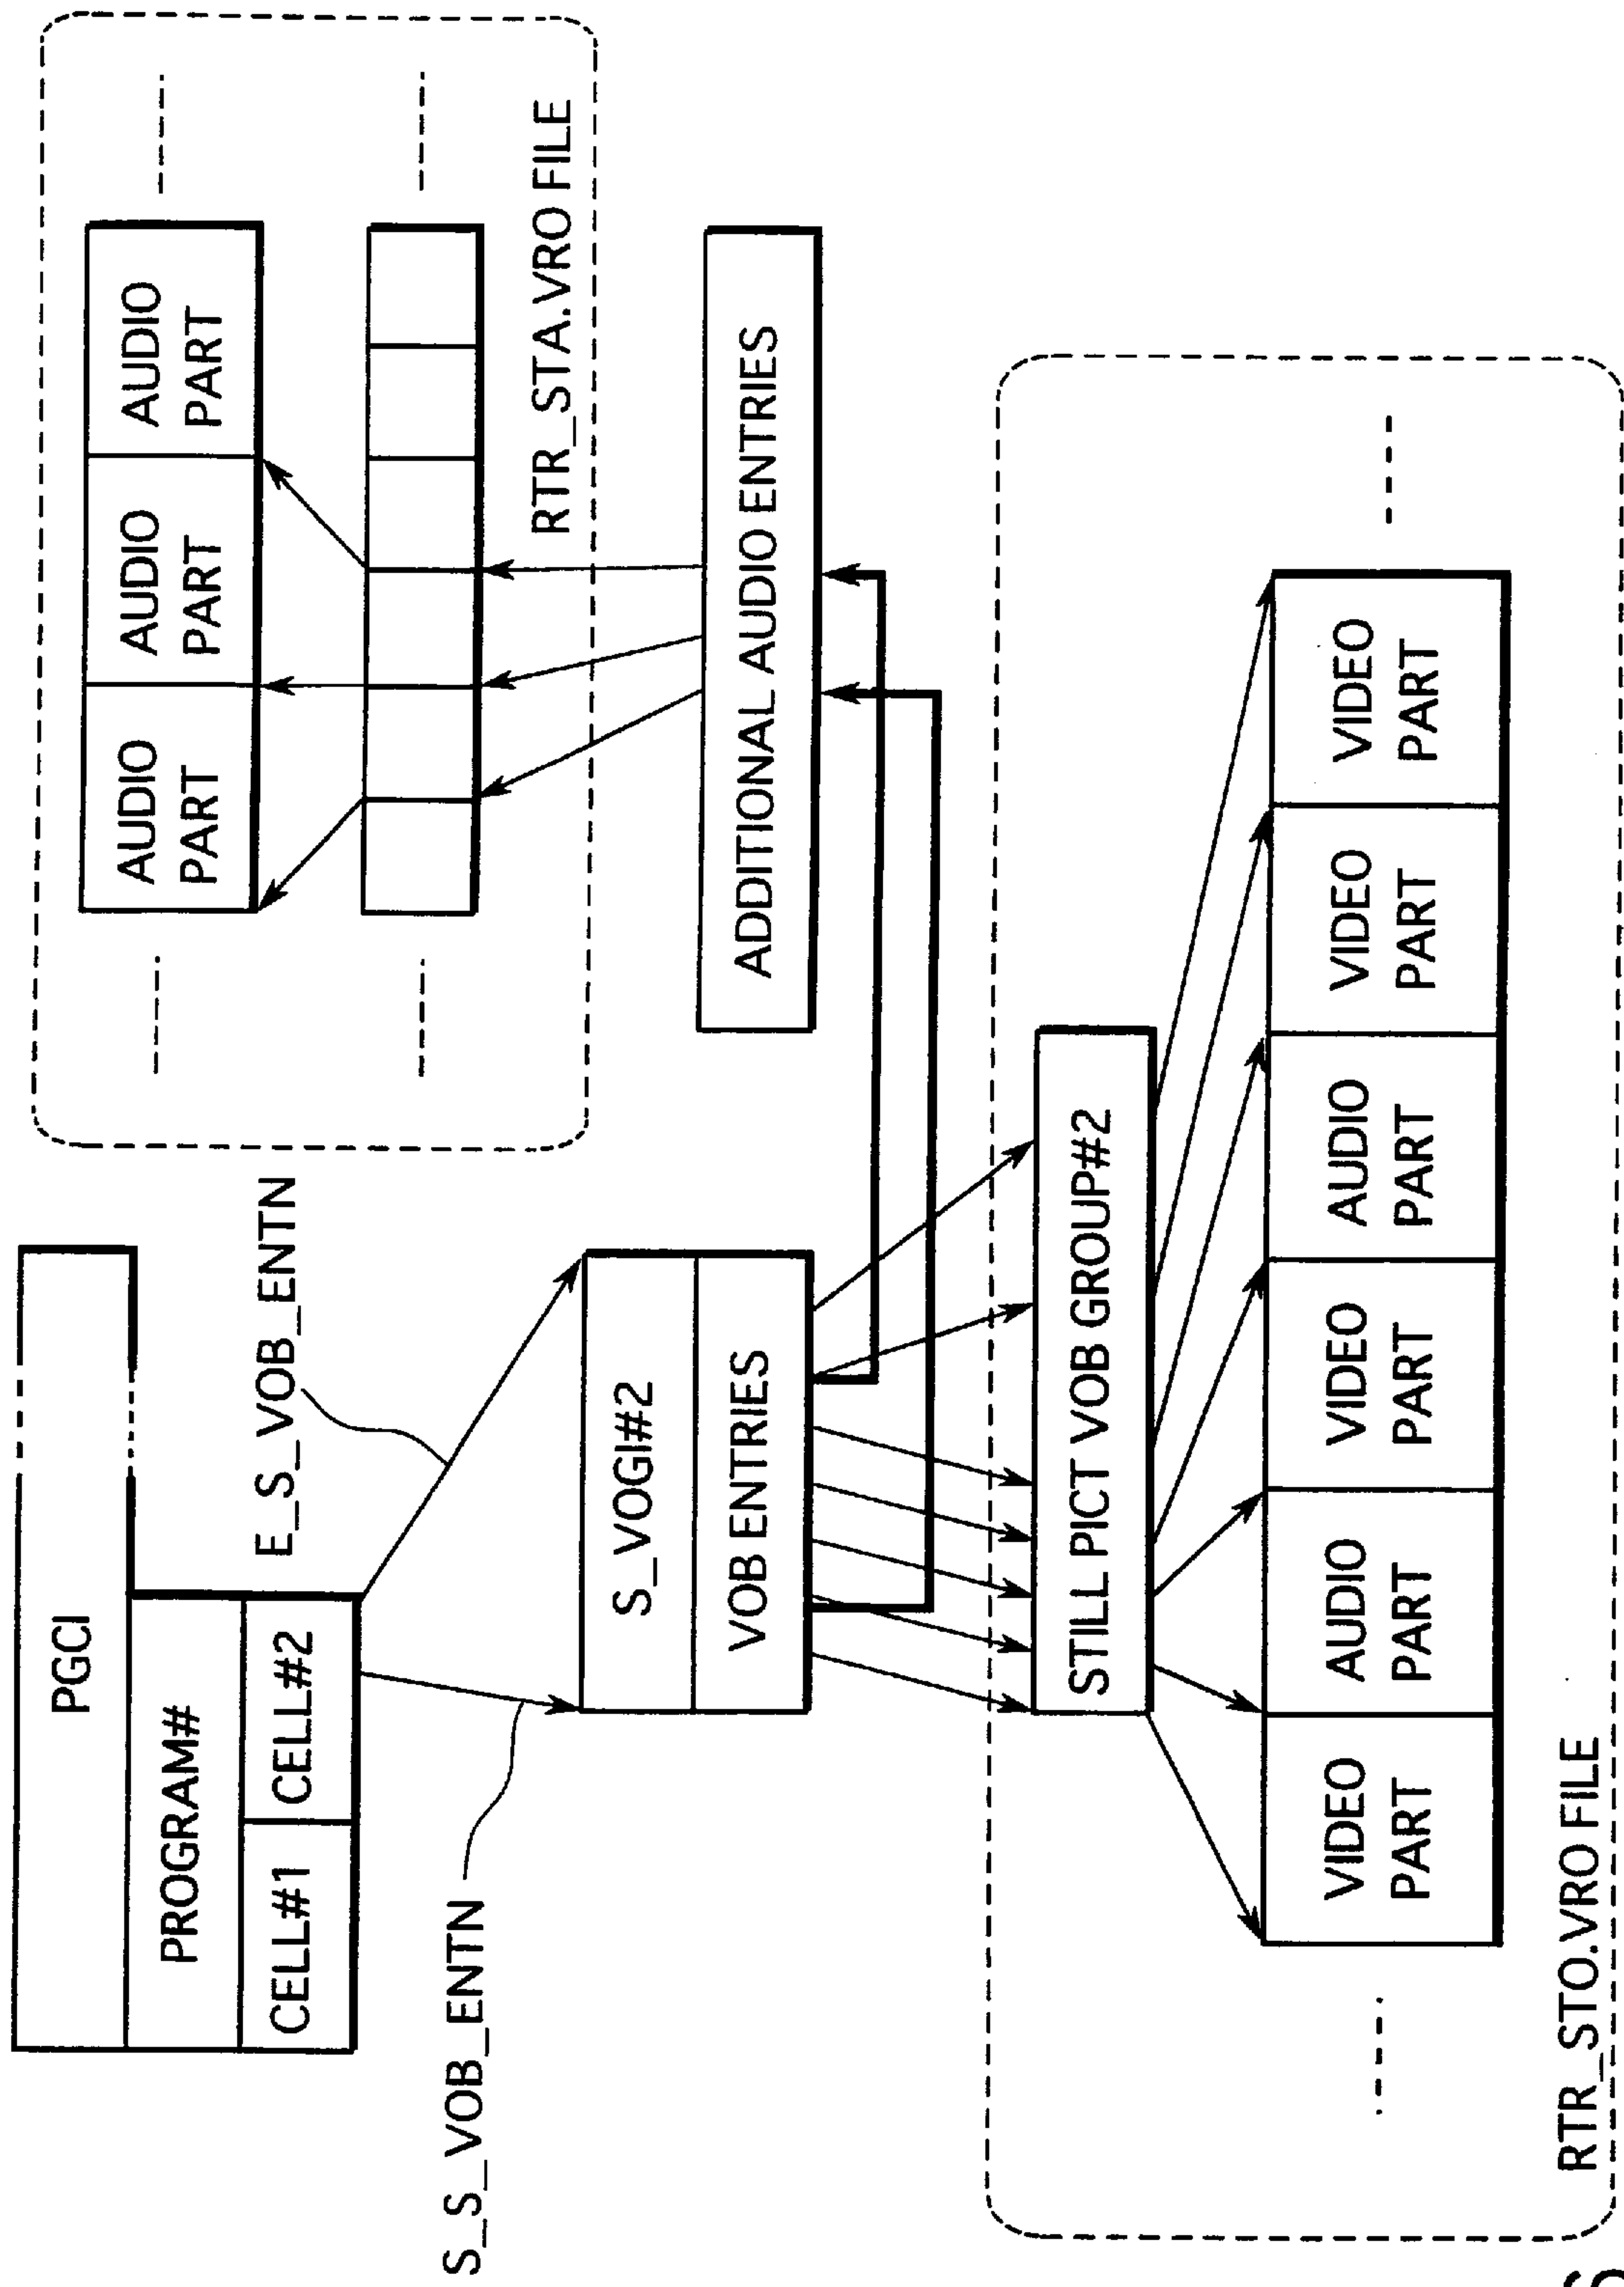 PGCI
PROGRAM#
CELL#1
CELL#2
E_S_VOB_ENTN
S_S_VOB_ENTN
S_VOGI#2
VOB ENTRIES
AUDIO
PART
AUDIO
PART
AUDIO
PART
RTR_STA.VRO FILE
ADDITIONAL AUDIO ENTRIES
STILL PICT VOB GROUP#2
VIDEO
PART
AUDIO
PART
VIDEO
PART
AUDIO
PART
VIDEO
PART
VIDEO
PART
RTR_STO.VRO FILE